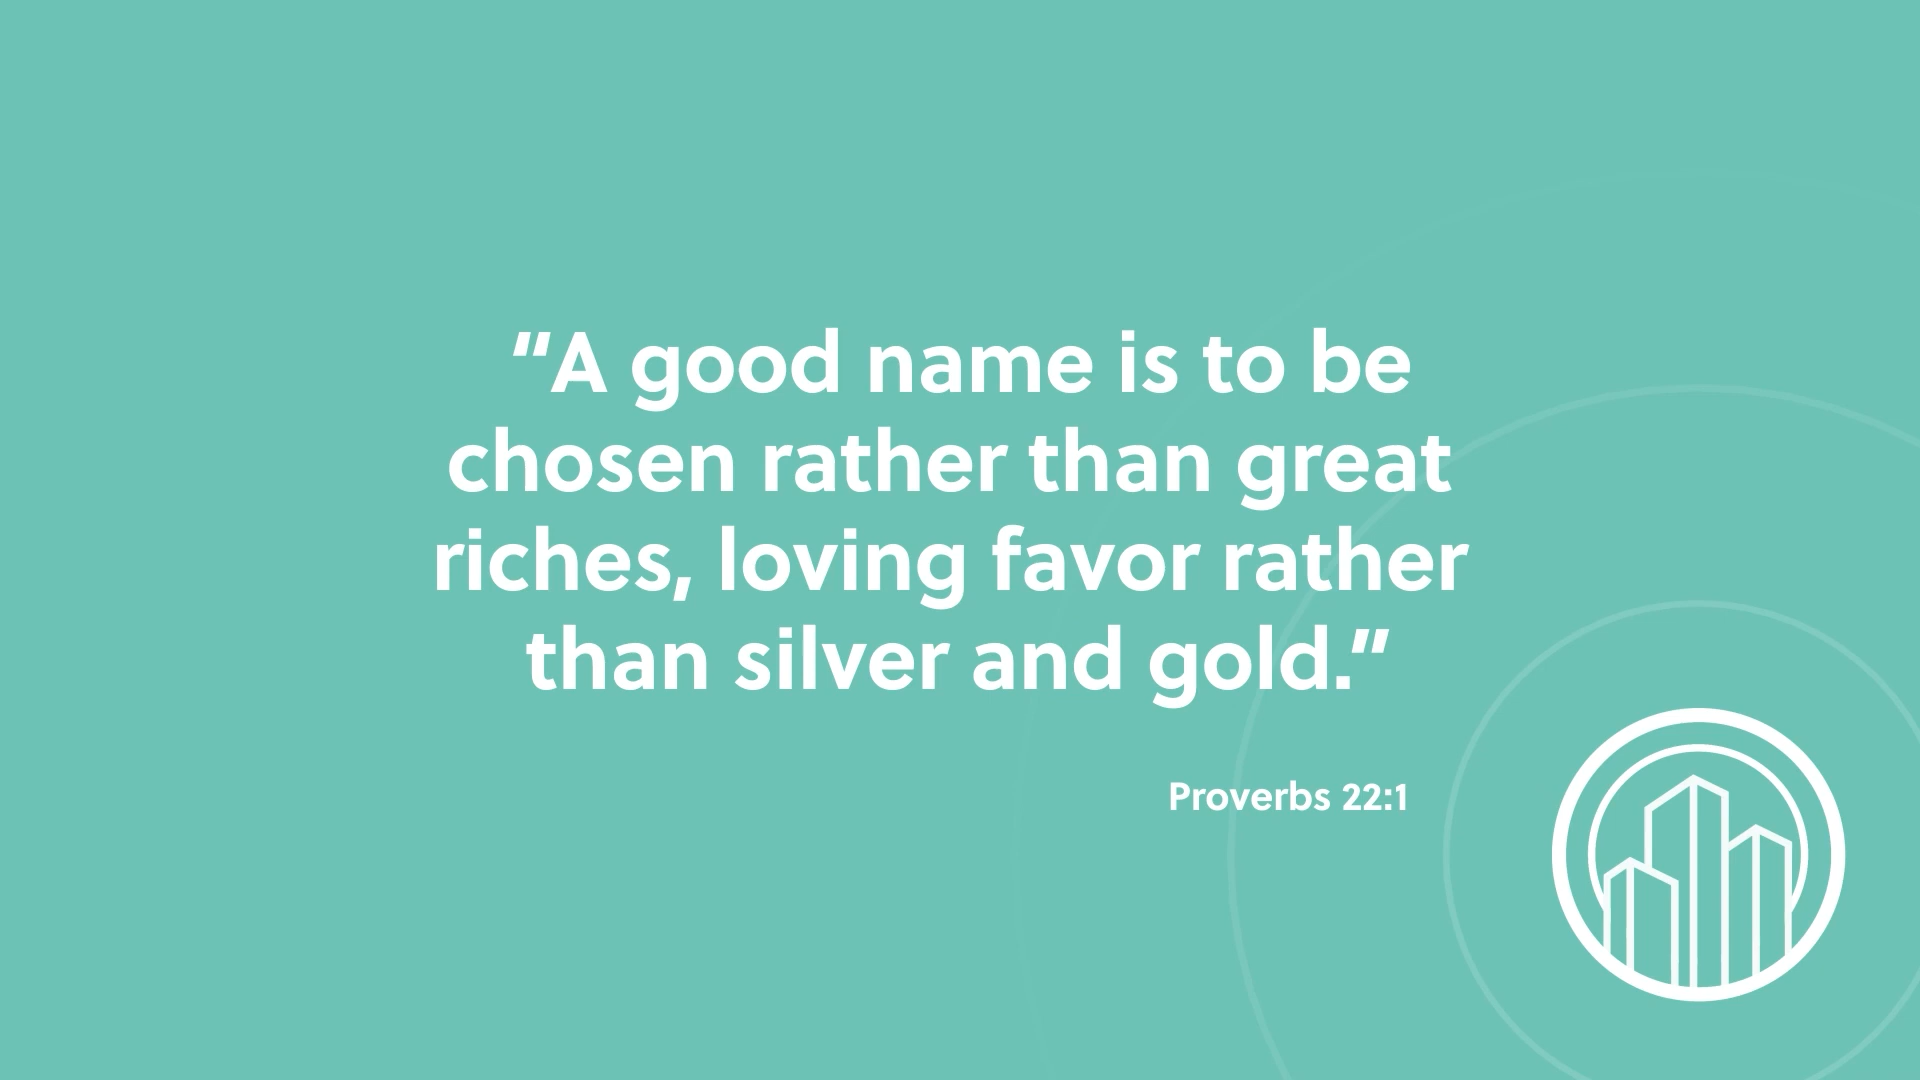 “A good name is to be
chosen rather than great
riches, loving favor rather
than silver and gold.”
Proverbs 22:1